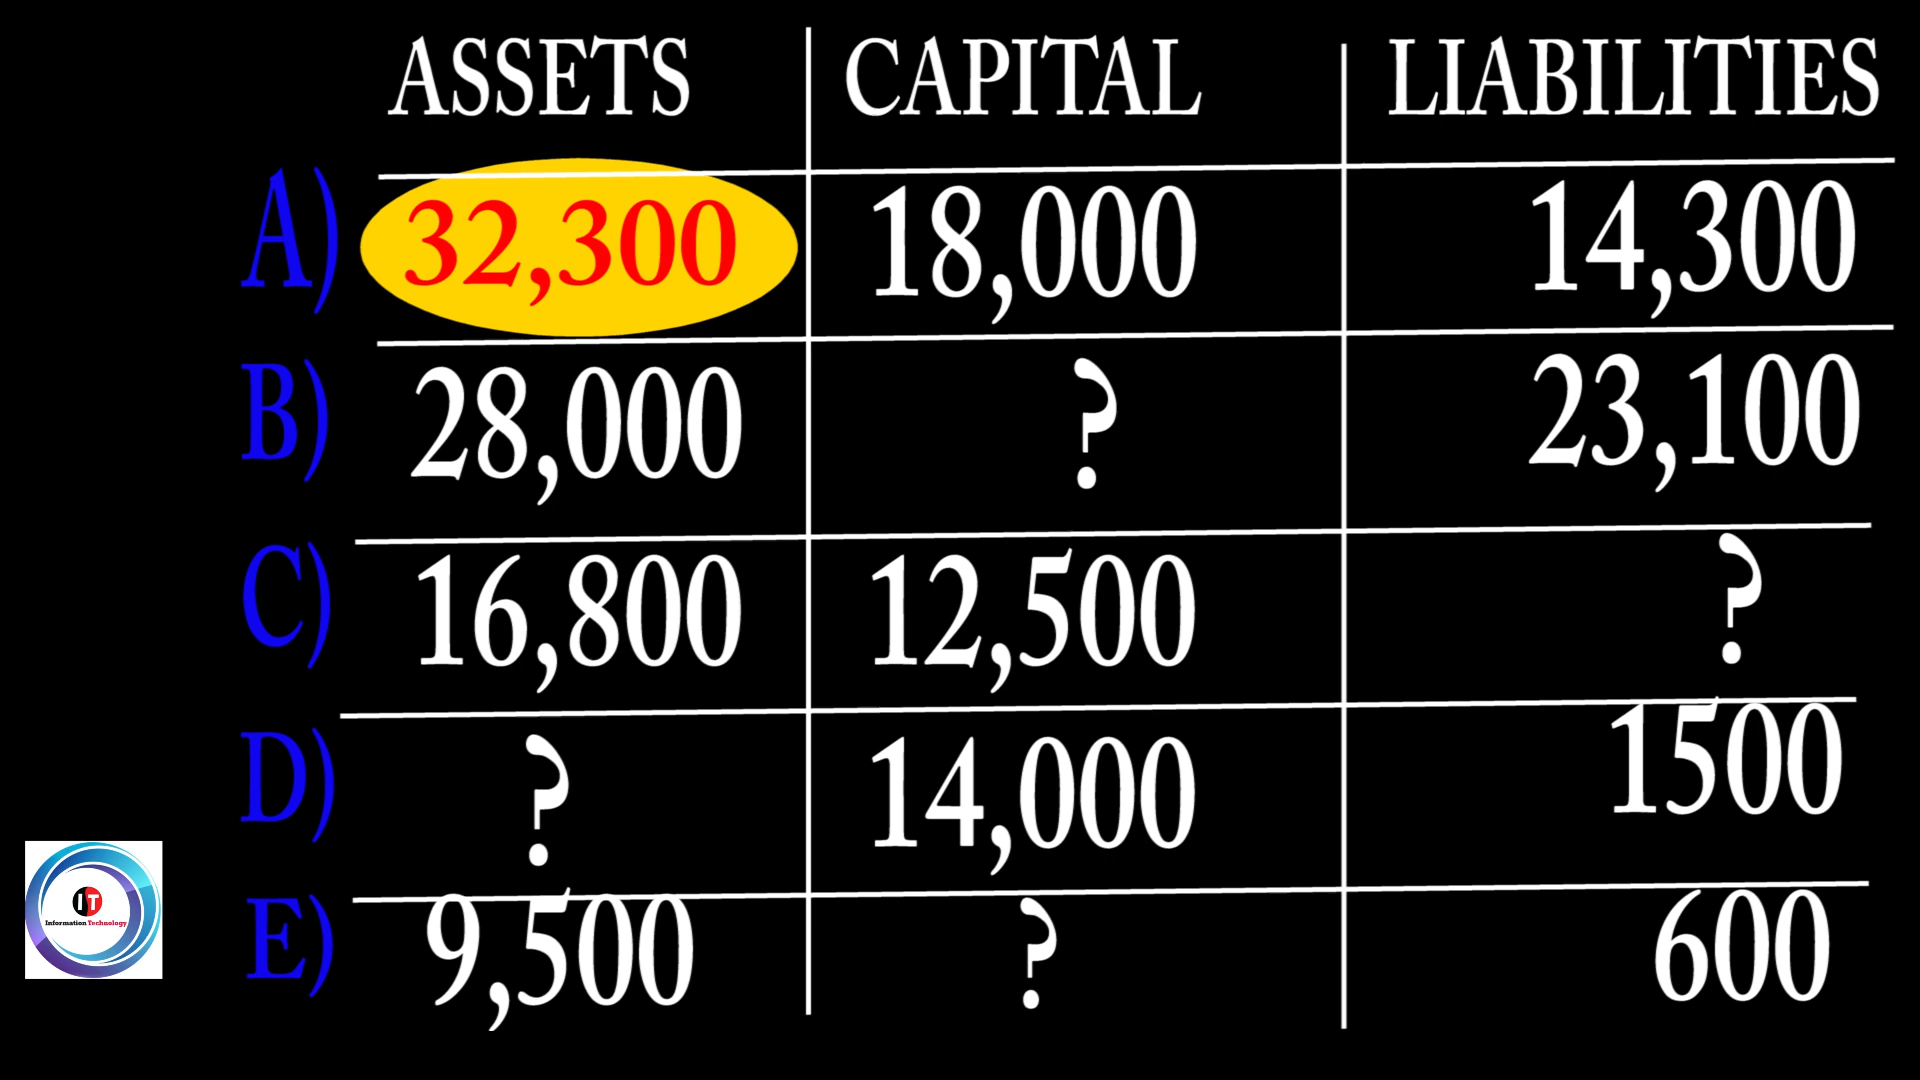 ASSETS CAPITAL LIABILITIES
A) 32,300 18,000 14,300
B) 28,000 ? 23,100
C) 16,800 12,500 ?
D) ? 14,000 1500
E) 9,500 ? 600
IT
Information Technology